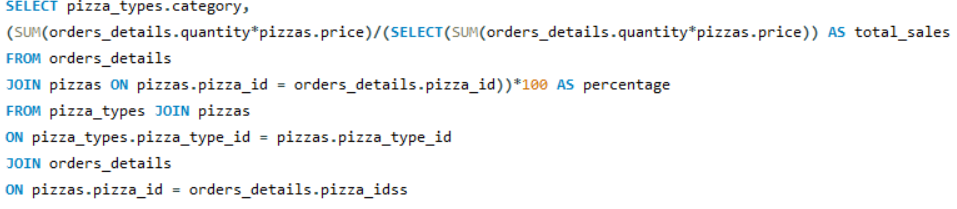 SELECT pizza_types.category,
(SUM(orders_details.quantity*pizzas.price)/(SELECT(SUM(orders_details.quantity*pizzas.price)) AS total_sales
FROM orders_details
JOIN pizzas ON pizzas.pizza_id = orders_details.pizza_id))*100 AS percentage
FROM pizza_types JOIN pizzas
ON pizza_types.pizza_type_id = pizzas.pizza_type_id
JOIN orders_details
ON pizzas.pizza_id = orders_details.pizza_idss